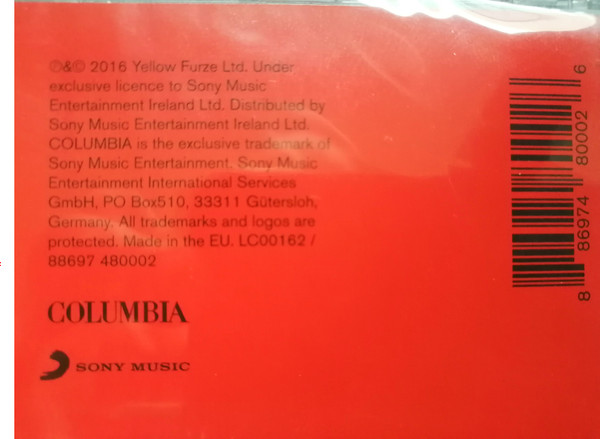 ℗&© 2016 Yellow Furze Ltd. Under
exclusive licence to Sony Music
Entertainment Ireland Ltd. Distributed by
Sony Music Entertainment Ireland Ltd.
COLUMBIA is the exclusive trademark of
Sony Music Entertainment. Sony Music
Entertainment International Services
GmbH, PO Box510, 33311 Gütersloh,
Germany. All trademarks and logos are
protected. Made in the EU. LC00162 /
88697 480002
COLUMBIA
SONY MUSIC
8 86974 80002 6